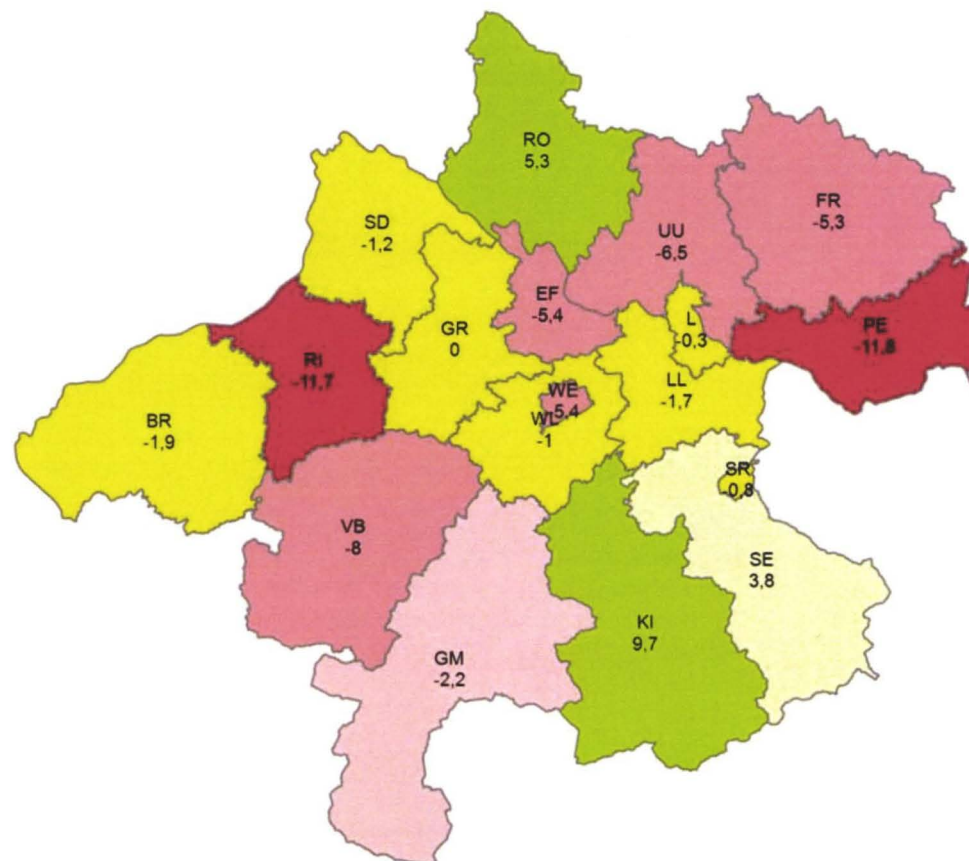 RO
5,3
FR
-5,3
SD
-1,2
UU
-6,5
EF
-5,4
L
-0,3
PE
-11,8
GR
0
RI
-11,7
LL
-1,7
WE
-5,4
BR
-1,9
WL
-1
SR
-0,8
VB
-8
SE
3,8
KI
9,7
GM
-2,2